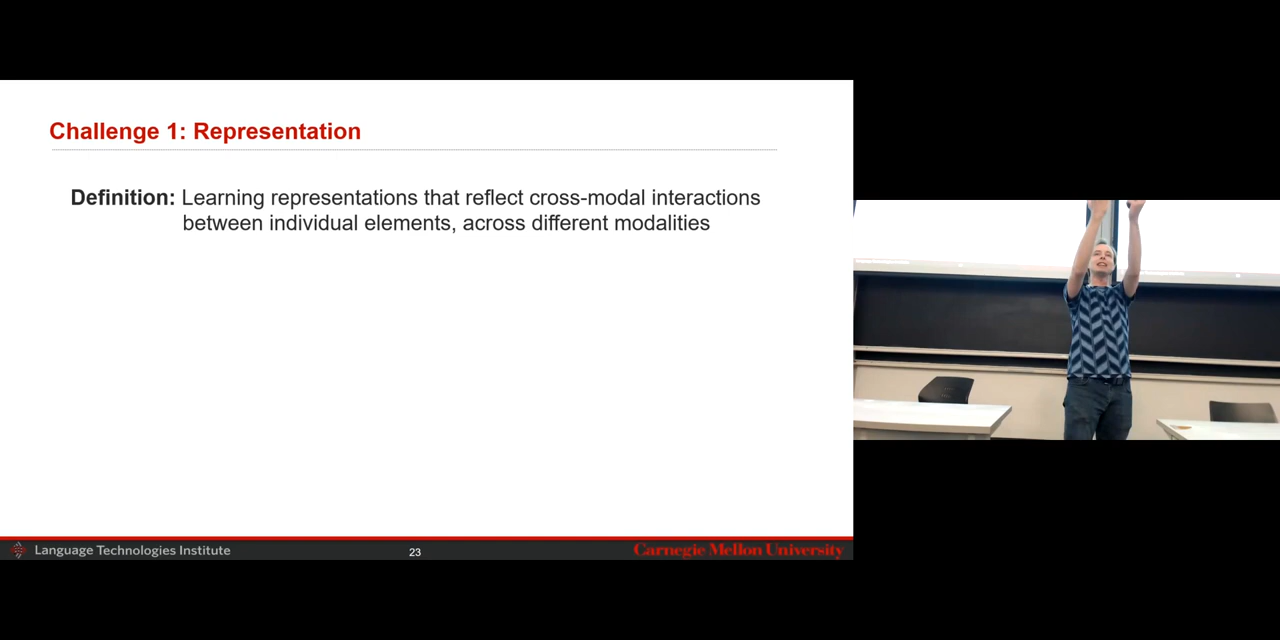 Challenge 1: Representation
Definition: Learning representations that reflect cross-modal interactions
between individual elements, across different modalities
Language Technologies Institute
23
Carnegie Mellon University